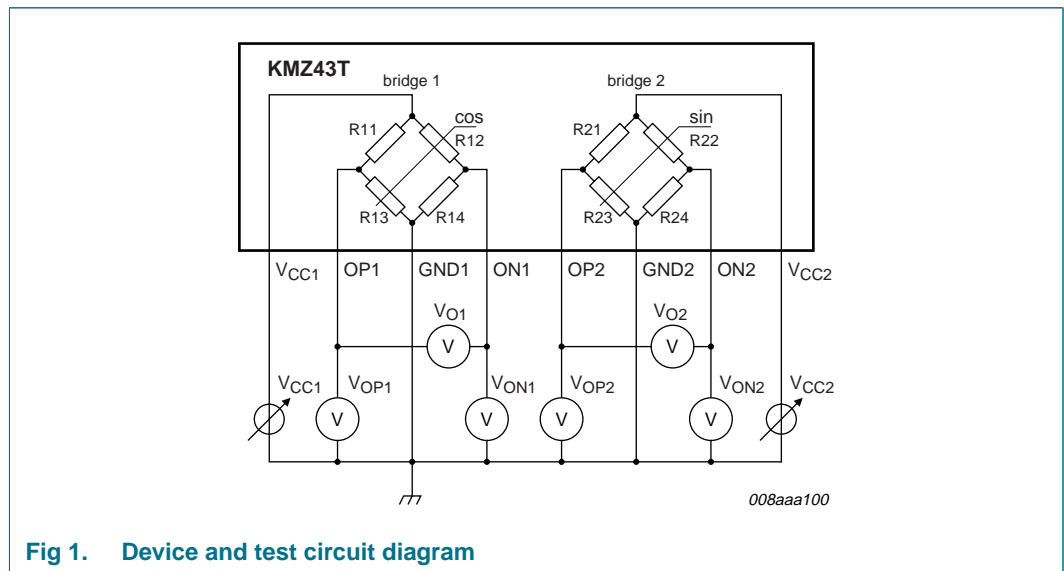 KMZ43T
bridge 1
bridge 2
cos
sin
R11
R12
R21
R22
R13
R14
R23
R24
VCC1
OP1
GND1
ON1
OP2
GND2
ON2
VCC2
VO1
VO2
V
V
VCC1
VOP1
VON1
VOP2
VON2
VCC2
V
V
V
V
008aaa100
Fig 1. Device and test circuit diagram